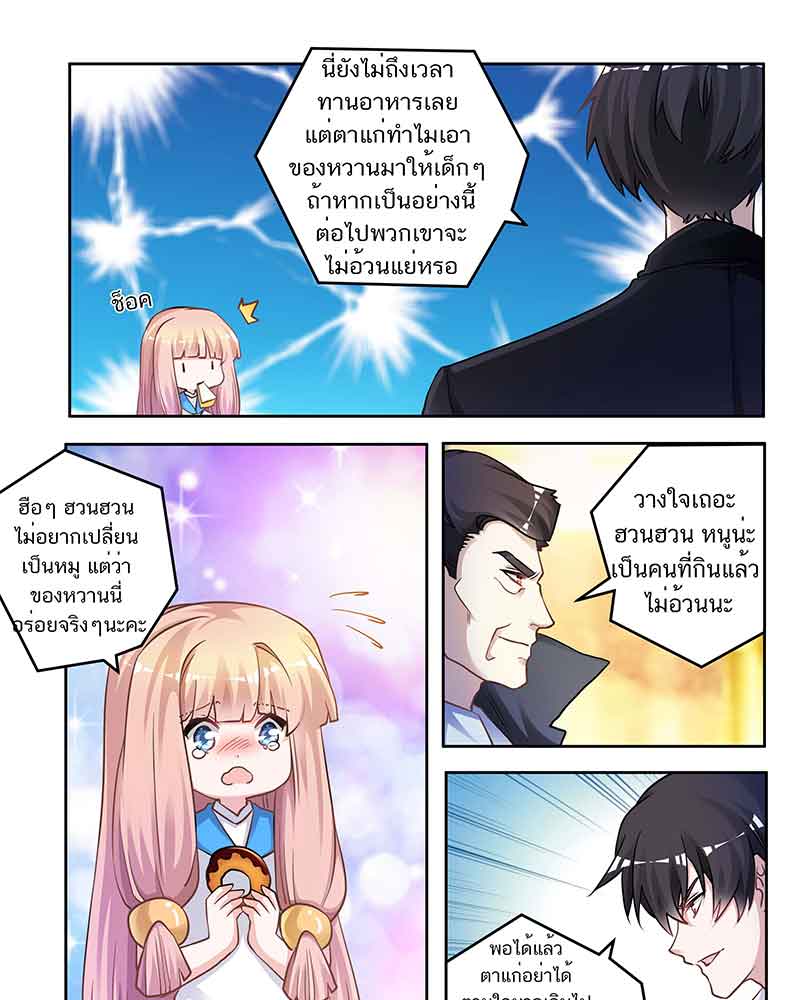 นี่ยังไม่ถึงเวลา
ทานอาหารเลย
แต่ตาแก่ทำไมเอา
ของหวานมาให้เด็กๆ
ถ้าหากเป็นอย่างนี้
ต่อไปพวกเขาจะ
ไม่อ้วนแย่หรอ
ช็อค
ฮือๆ ฮวนฮวน
ไม่อยากเปลี่ยน
เป็นหมู แต่ว่า
ของหวานนี่
อร่อยจริงๆนะคะ
วางใจเถอะ
ฮวนฮวน หนูน่ะ
เป็นคนที่กินแล้ว
ไม่อ้วนนะ
พอได้แล้ว
ตาแก่อย่าได้